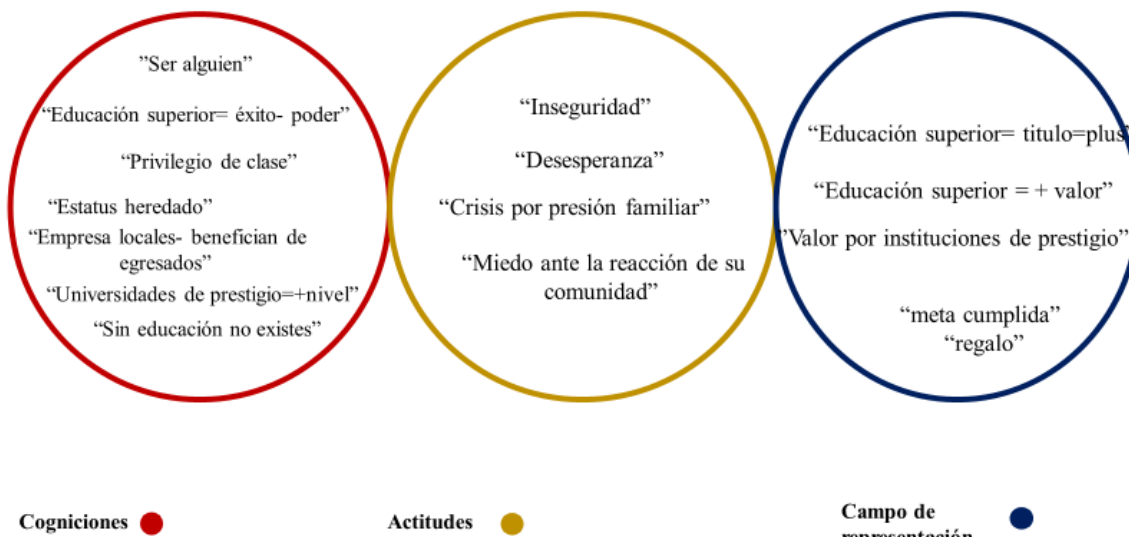 ”Ser alguien”
“Educación superior= éxito- poder”
“Privilegio de clase”
“Estatus heredado”
“Empresa locales- benefician de
egresados”
“Universidades de prestigio=+nivel”
“Sin educación no existes”
“Inseguridad”
“Desesperanza”
“Crisis por presión familiar”
“Miedo ante la reacción de su
comunidad”
“Educación superior= titulo=plus”
“Educación superior = + valor”
”Valor por instituciones de prestigio”
“meta cumplida”
“regalo”
Cogniciones
Actitudes
Campo de
representación